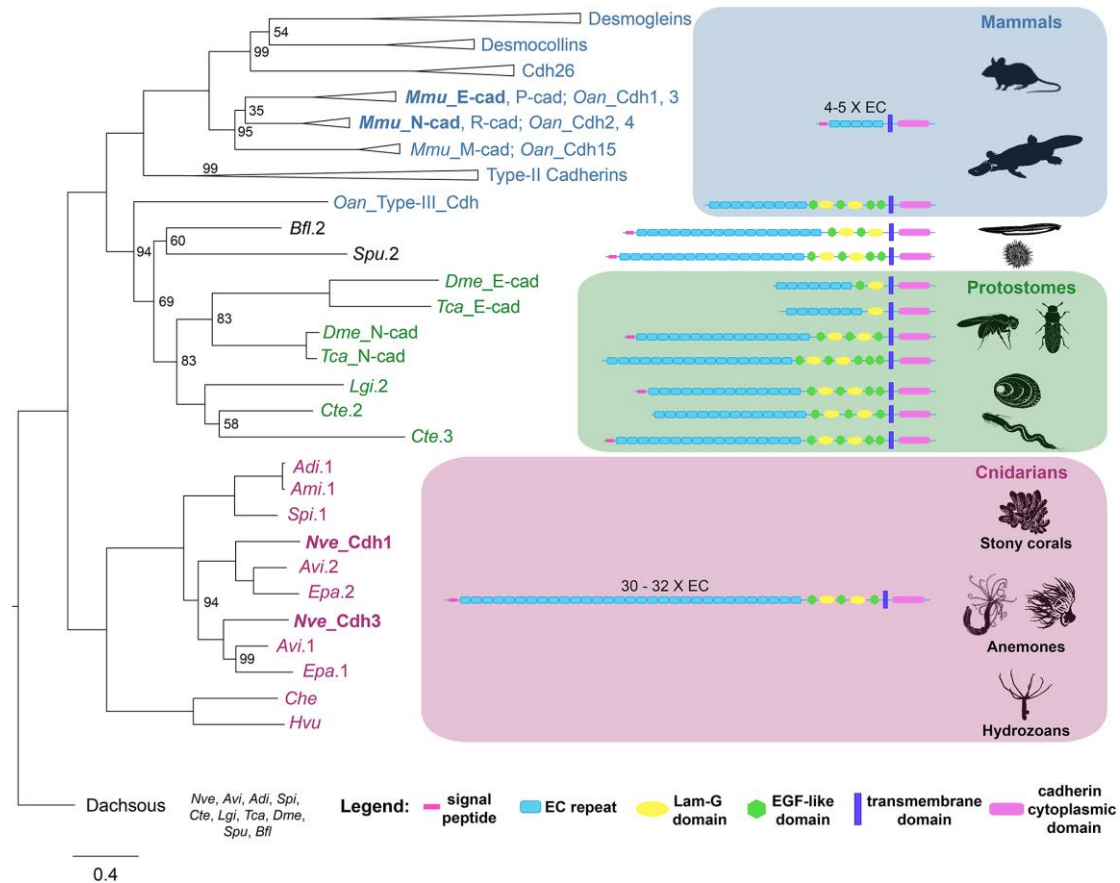 Desmogleins
54
99
Desmocollins
Cdh26
Mmu_E-cad, P-cad; Oan_Cdh1, 3
35
Mmu_N-cad, R-cad; Oan_Cdh2, 4
95
Mmu_M-cad; Oan_Cdh15
99
Type-II Cadherins
Mammals
4-5 X EC
Oan_Type-III_Cdh
94
60
Bfl.2
Spu.2
69
Dme_E-cad
83
Tca_E-cad
Dme_N-cad
83
Tca_N-cad
Lgi.2
Cte.2
58
Cte.3
Protostomes
Adi.1
Ami.1
Spi.1
Nve_Cdh1
Avi.2
Epa.2
94
Nve_Cdh3
Avi.1
99
Epa.1
Che
Hvu
Cnidarians
Stony corals
30 - 32 X EC
Anemones
Hydrozoans
Dachsous
Nve, Avi, Adi, Spi,
Cte, Lgi, Tca, Dme,
Spu, Bfl
Legend:
signal
peptide
EC repeat
Lam-G
domain
EGF-like
domain
transmembrane
domain
cadherin
cytoplasmic
domain
0.4